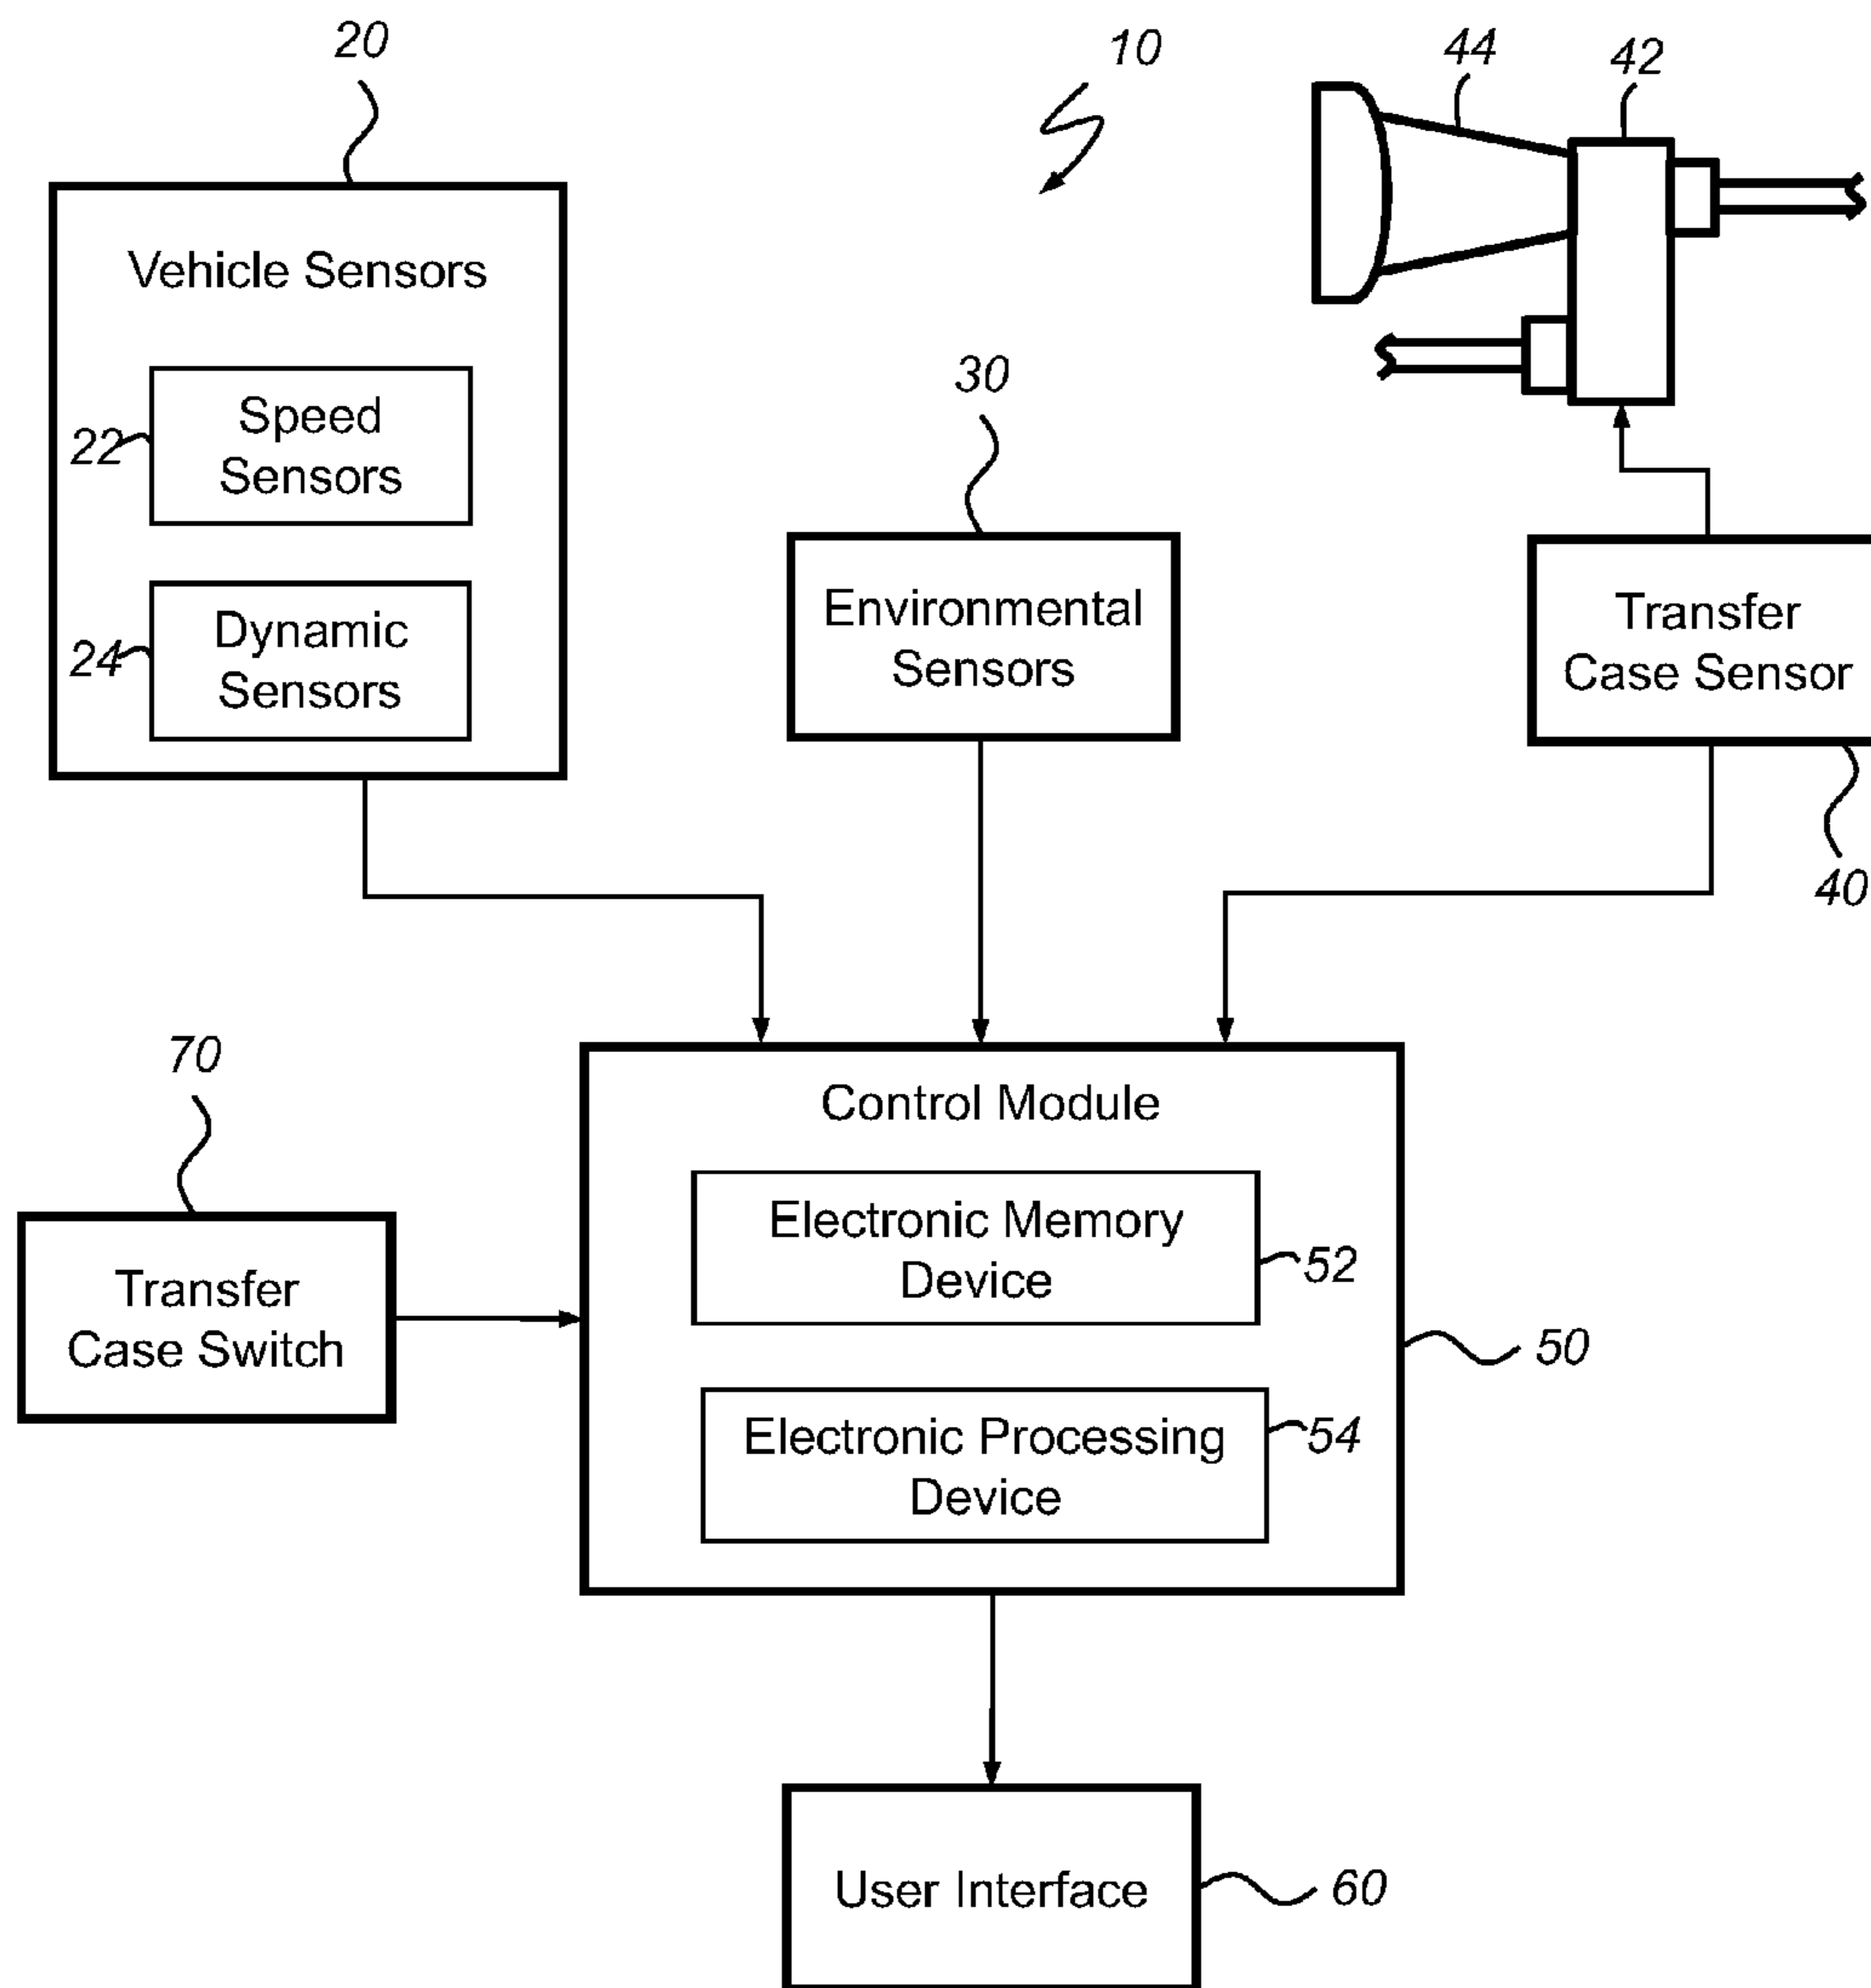 20
10
44
42
Vehicle Sensors
22
Speed
Sensors
24
Dynamic
Sensors
30
Environmental
Sensors
Transfer
Case Sensor
40
70
Transfer
Case Switch
Control Module
Electronic Memory
Device
52
50
Electronic Processing
Device
54
User Interface
60